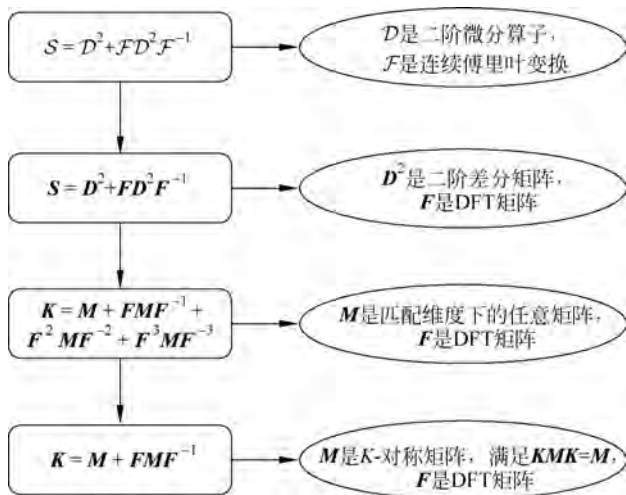 𝒮 = 𝒟²+ℱ𝒟²ℱ⁻¹
𝒟是二阶微分算子，
ℱ是连续傅里叶变换
S = D²+FD²F⁻¹
D²是二阶差分矩阵，
F是DFT矩阵
K = M + FMF⁻¹ +
F² MF⁻² + F³MF⁻³
M是匹配维度下的任意矩阵，
F是DFT矩阵
K = M + FMF⁻¹
M是K-对称矩阵，满足KMK=M，
F是DFT矩阵